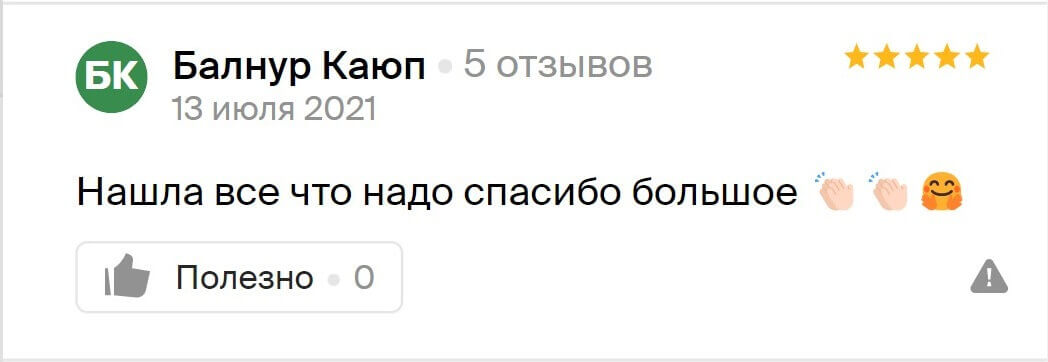 БК
Балнур Каюп • 5 отзывов
13 июля 2021
Нашла все что надо спасибо большое 👏🏻 👏🏻 🤗
Полезно • 0